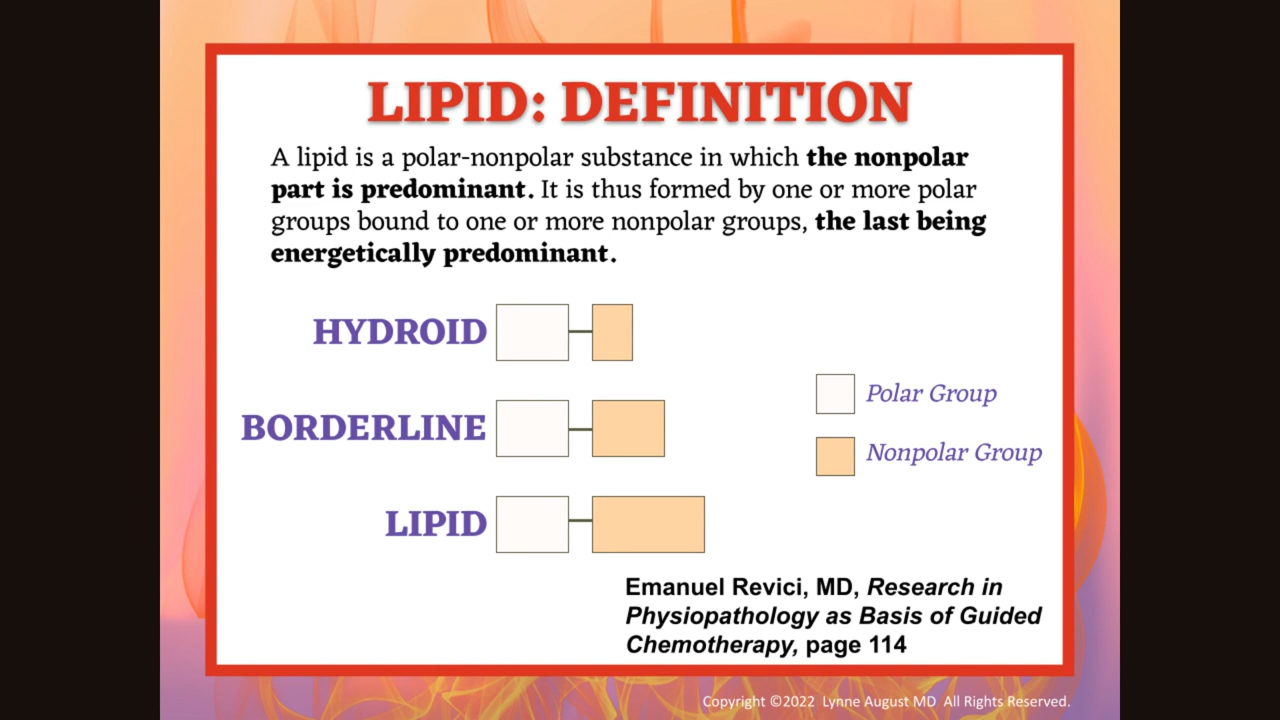 LIPID: DEFINITION
A lipid is a polar-nonpolar substance in which the nonpolar
part is predominant. It is thus formed by one or more polar
groups bound to one or more nonpolar groups, the last being
energetically predominant.
HYDROID
BORDERLINE
LIPID
Polar Group
Nonpolar Group
Emanuel Revici, MD, Research in
Physiopathology as Basis of Guided
Chemotherapy, page 114
Copyright ©2022 Lynne August MD All Rights Reserved.